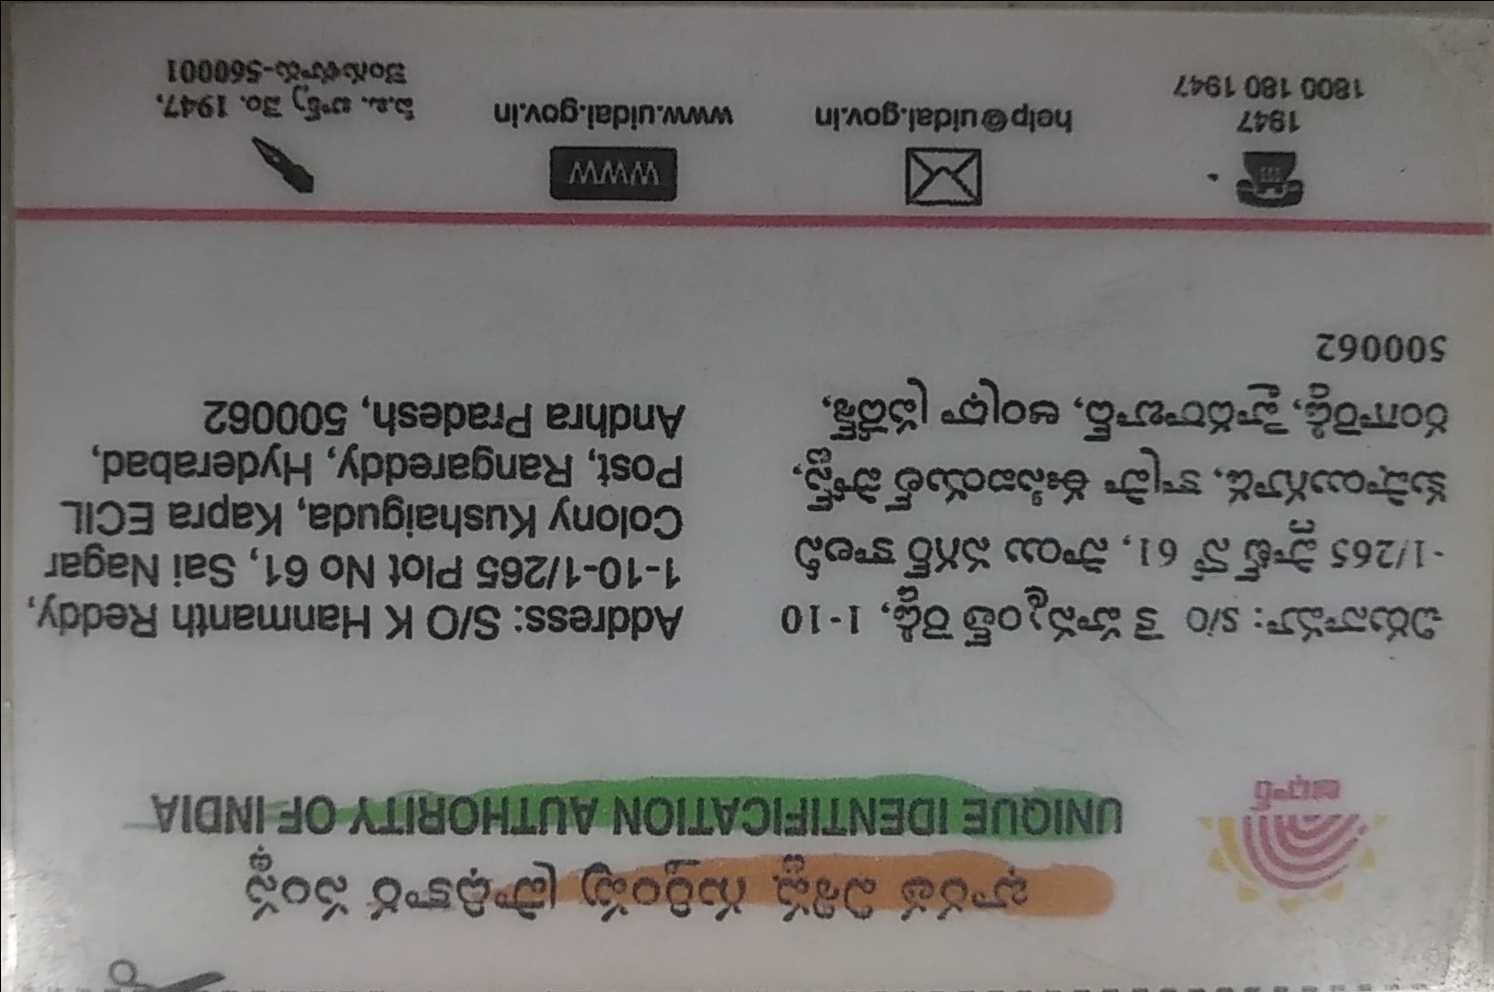 భారత విశిష్ట గుర్తింపు ప్రాధికార సంస్థ
UNIQUE IDENTIFICATION AUTHORITY OF INDIA
ఆధార్
చిరునామా: S/O కె హన్మంత్ రెడ్డి, 1-10
-1/265 ప్లాట్ నో 61, సాయి నగర్ కాలనీ
కుషాయిగూడ, కాప్రా ఈసిఐయల్ పోస్ట్,
రంగారెడ్డి, హైదరాబాద్, ఆంధ్రా ప్రదేశ్,
500062
Address: S/O K Hanmanth Reddy,
1-10-1/265 Plot No 61, Sai Nagar
Colony Kushaiguda, Kapra ECIL
Post, Rangareddy, Hyderabad,
Andhra Pradesh, 500062
1947
1800 180 1947
help@uidai.gov.in
WWW
www.uidai.gov.in
పి.ఒ. బాక్స్ నెం. 1947,
బెంగుళూరు-560001